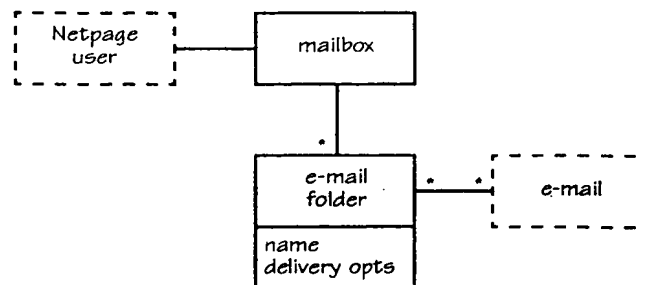 Netpage
user
mailbox
*
e-mail
folder
*
*
e-mail
name
delivery opts